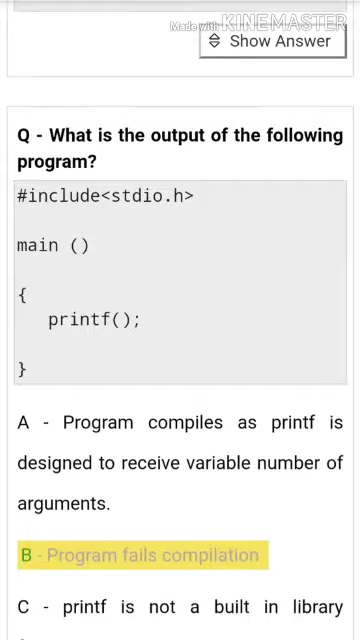 Made with KINEMASTER
Show Answer
Q - What is the output of the following
program?
#include<stdio.h>
main ()
{
printf();
}
A - Program compiles as printf is
designed to receive variable number of
arguments.
B - Program fails compilation
C - printf is not a built in library